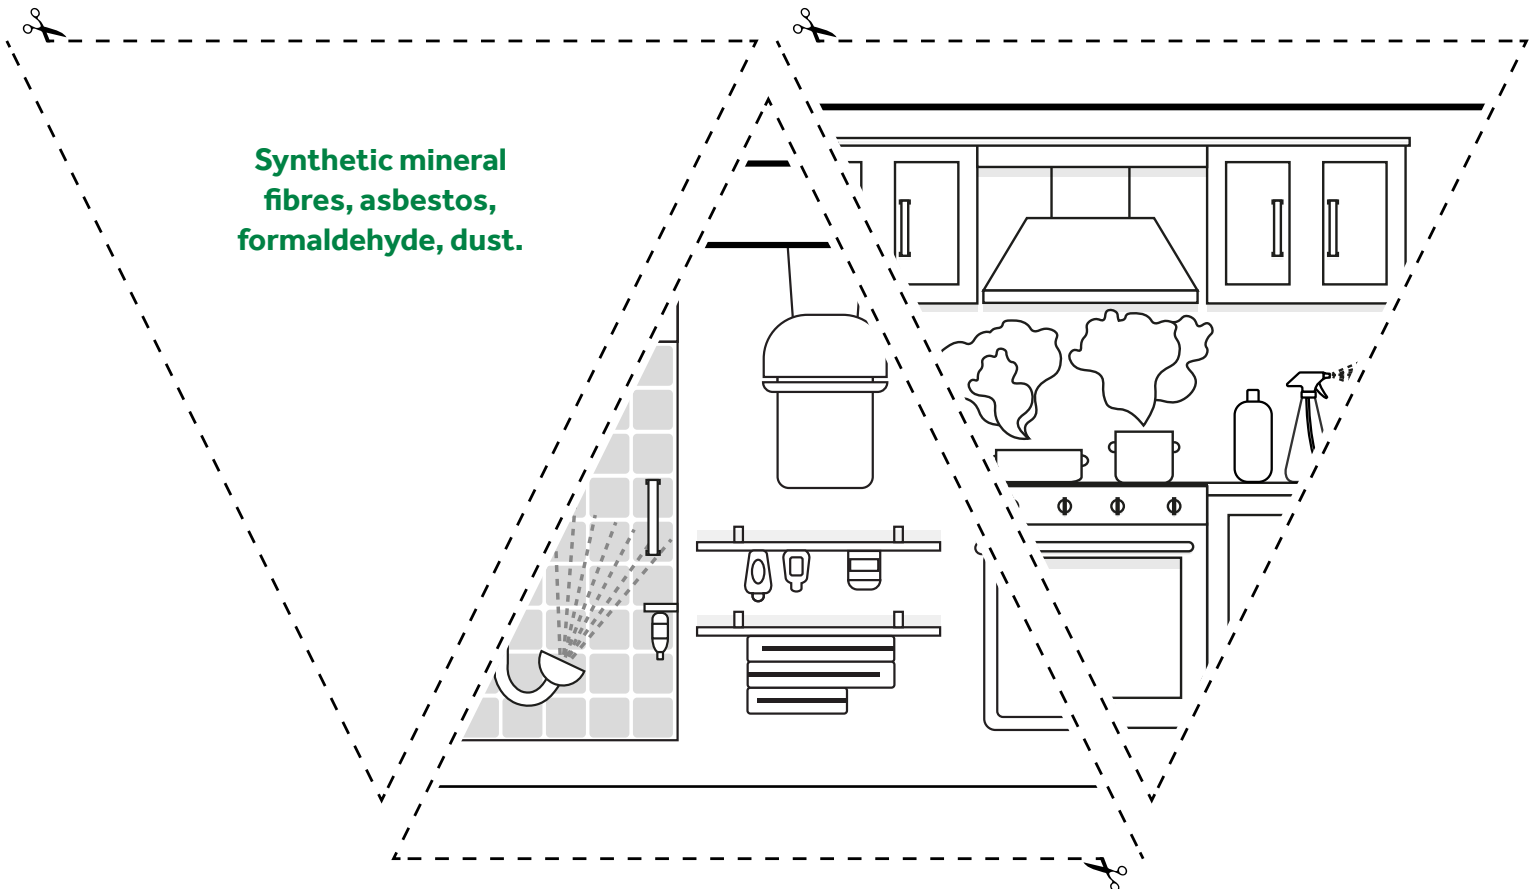 Synthetic mineral
fibres, asbestos,
formaldehyde, dust.